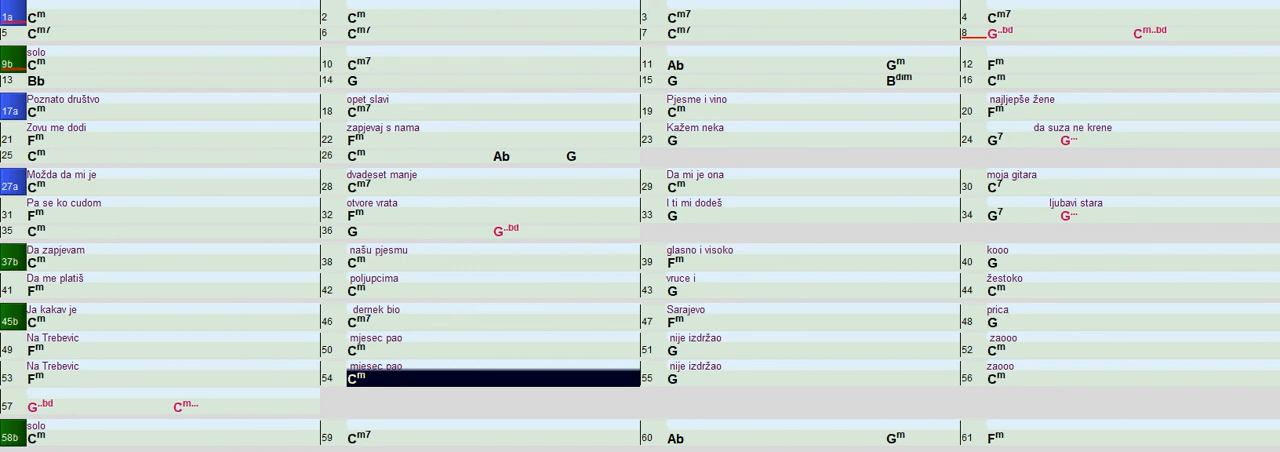 1a Cm 2 Cm 3 Cm7 4 Cm7
5 Cm7 6 Cm7 7 Cm7 8 G..bd Cm..bd
solo
9b Cm 10 Cm7 11 Ab Gm 12 Fm
13 Bb 14 G 15 G Bdim 16 Cm
Poznato društvo opet slavi Pjesme i vino najljepše žene
17a Cm 18 Cm7 19 Cm 20 Fm
Zovu me dodi zapjevaj s nama Kažem neka da suza ne krene
21 Fm 22 Fm 23 G 24 G7 G...
25 Cm 26 Cm Ab G
Možda da mi je dvadeset manje Da mi je ona moja gitara
27a Cm 28 Cm7 29 Cm 30 C7
Pa se ko cudom otvore vrata I ti mi dodeš ljubavi stara
31 Fm 32 Fm 33 G 34 G7 G...
35 Cm 36 G G..bd
Da zapjevam našu pjesmu glasno i visoko kooo
37b Cm 38 Cm 39 Fm 40 G
Da me platiš poljupcima vruce i žestoko
41 Fm 42 Cm 43 G 44 Cm
Ja kakav je dernek bio Sarajevo prica
45b Cm 46 Cm7 47 Fm 48 G
Na Trebevic mjesec pao nije izdržao zaooo
49 Fm 50 Cm 51 G 52 Cm
Na Trebevic mjesec pao nije izdržao zaooo
53 Fm 54 Cm 55 G 56 Cm
57 G..bd Cm...
solo
58b Cm 59 Cm7 60 Ab Gm 61 Fm